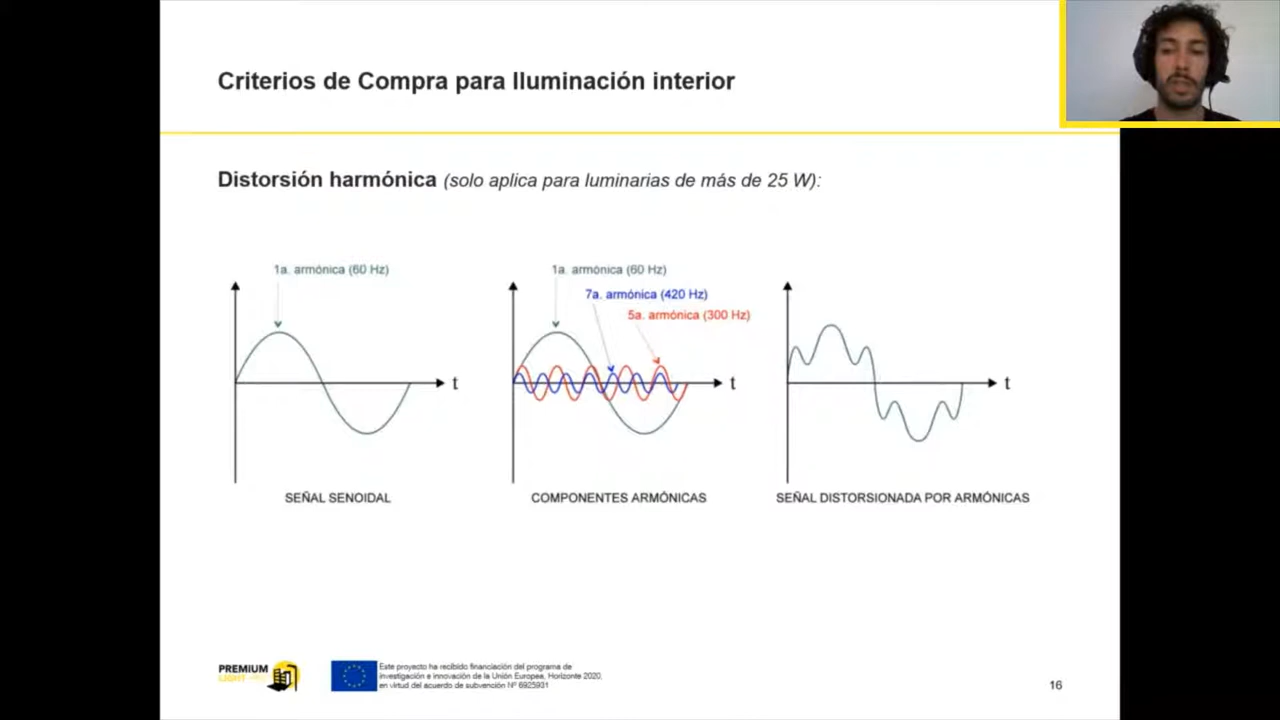 Criterios de Compra para Iluminación interior
Distorsión harmónica (solo aplica para luminarias de más de 25 W):
1a. armónica (60 Hz)
t
SEÑAL SENOIDAL
1a. armónica (60 Hz)
7a. armónica (420 Hz)
5a. armónica (300 Hz)
t
COMPONENTES ARMÓNICAS
t
SEÑAL DISTORSIONADA POR ARMÓNICAS
PREMIUM
LIGHT
Este proyecto ha recibido financiación del programa de
investigación e innovación de la Unión Europea, Horizonte 2020,
en virtud del acuerdo de subvención Nº 6925931
16